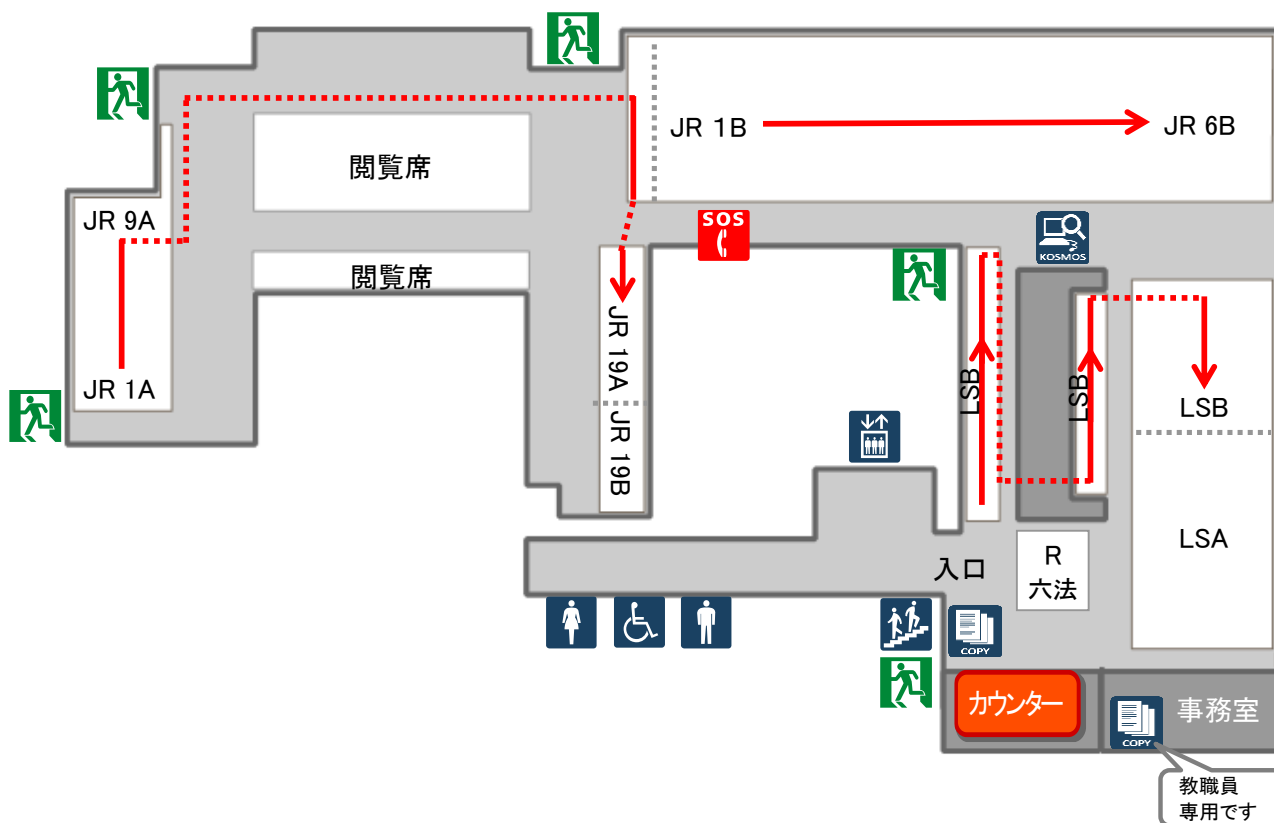 JR 1B
JR 6B
閲覧席
JR 9A
SOS
KOSMOS
閲覧席
JR 19A
JR 1A
LSB
LSB
LSB
JR 19B
LSA
入口
R
六法
COPY
カウンター
事務室
COPY
教職員
専用です